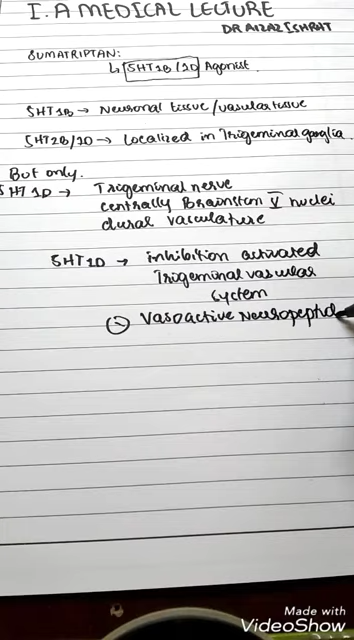 I. A MEDICAL LECTURE
DR AIZAZ ISHRAT
SUMATRIPTAN:
↳ 5HT1B/1D Agonist.
5HT1B → Neuronal tissue/vascular tissue
5HT2B/1D → Localized in Trigeminal ganglia
But only.
5HT1D → Trigeminal nerve
centrally Brainstem V nuclei
dural vasculature
5HT1D → inhibition activated
Trigeminal vascular
system
(-) Vasoactive Neuropeptid
Made with
VideoShow